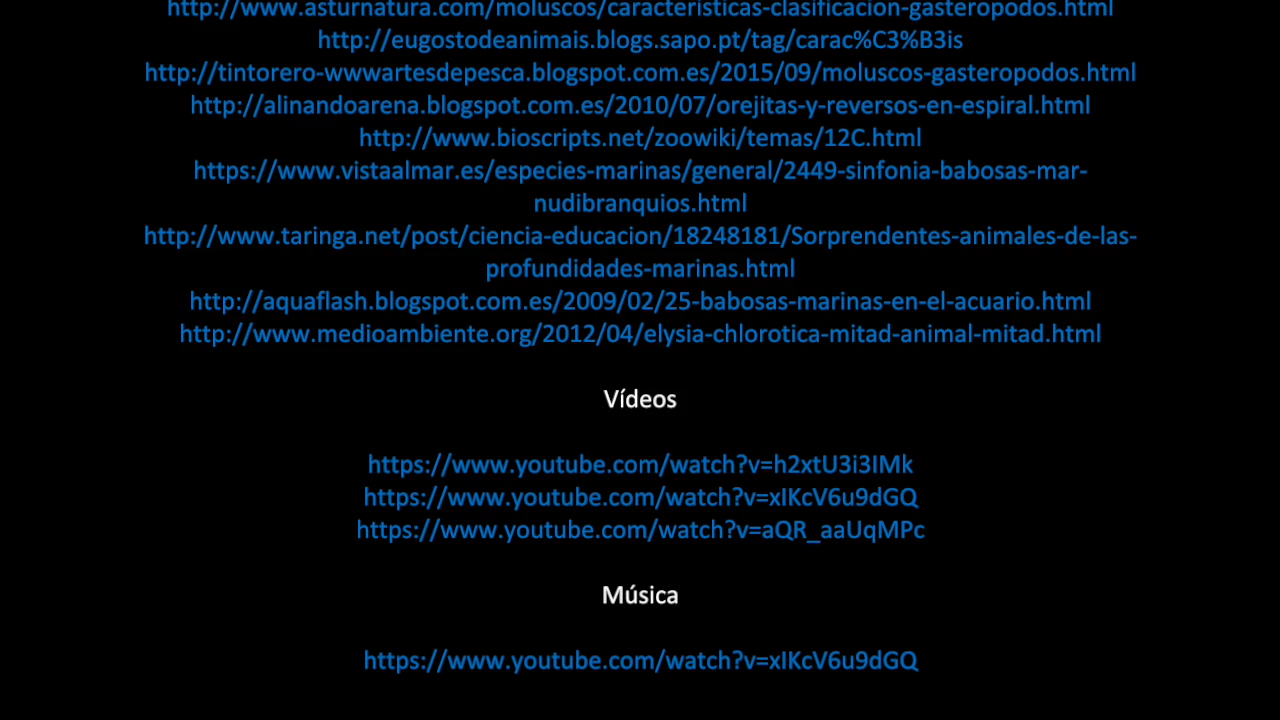 http://www.asturnatura.com/moluscos/caracteristicas-clasificacion-gasteropodos.html
http://eugostodeanimais.blogs.sapo.pt/tag/carac%C3%B3is
http://tintorero-wwwartesdepesca.blogspot.com.es/2015/09/moluscos-gasteropodos.html
http://alinandoarena.blogspot.com.es/2010/07/orejitas-y-reversos-en-espiral.html
http://www.bioscripts.net/zoowiki/temas/12C.html
https://www.vistaalmar.es/especies-marinas/general/2449-sinfonia-babosas-mar-
nudibranquios.html
http://www.taringa.net/post/ciencia-educacion/18248181/Sorprendentes-animales-de-las-
profundidades-marinas.html
http://aquaflash.blogspot.com.es/2009/02/25-babosas-marinas-en-el-acuario.html
http://www.medioambiente.org/2012/04/elysia-chlorotica-mitad-animal-mitad.html
Vídeos
https://www.youtube.com/watch?v=h2xtU3i3IMk
https://www.youtube.com/watch?v=xIKcV6u9dGQ
https://www.youtube.com/watch?v=aQR_aaUqMPc
Música
https://www.youtube.com/watch?v=xIKcV6u9dGQ